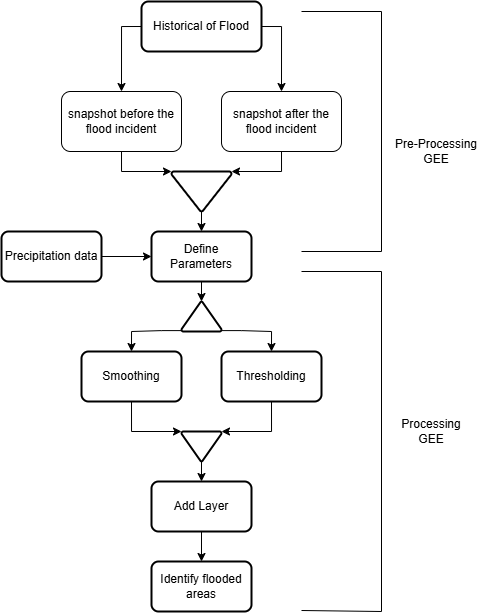 Historical of Flood
snapshot before the
flood incident
snapshot after the
flood incident
Pre-Processing
GEE
Precipitation data
Define
Parameters
Smoothing
Thresholding
Processing
GEE
Add Layer
Identify flooded
areas